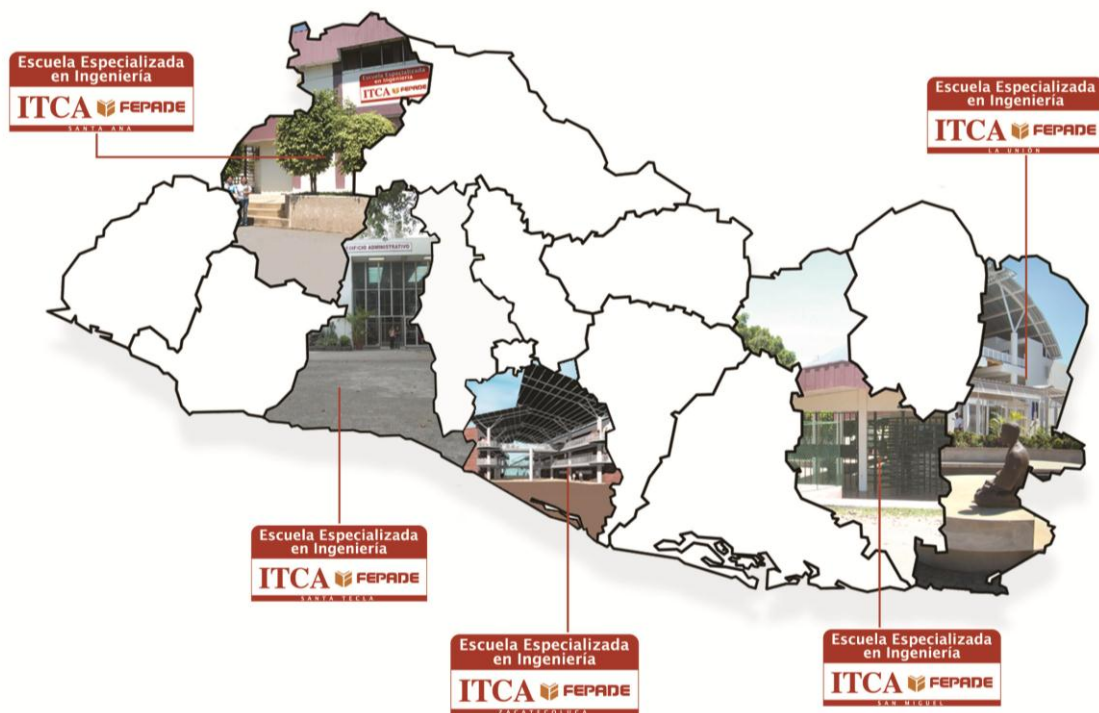 Escuela Especializada
en Ingeniería
ITCA FEPADE
SANTA ANA
Escuela Especializada
en Ingeniería
ITCA FEPADE
Escuela Especializada
en Ingeniería
ITCA FEPADE
LA UNIÓN
EDIFICIO ADMINISTRATIVO
Escuela Especializada
en Ingeniería
ITCA FEPADE
SANTA TECLA
Escuela Especializada
en Ingeniería
ITCA FEPADE
ZACATECOLUCA
Escuela Especializada
en Ingeniería
ITCA FEPADE
SAN MIGUEL